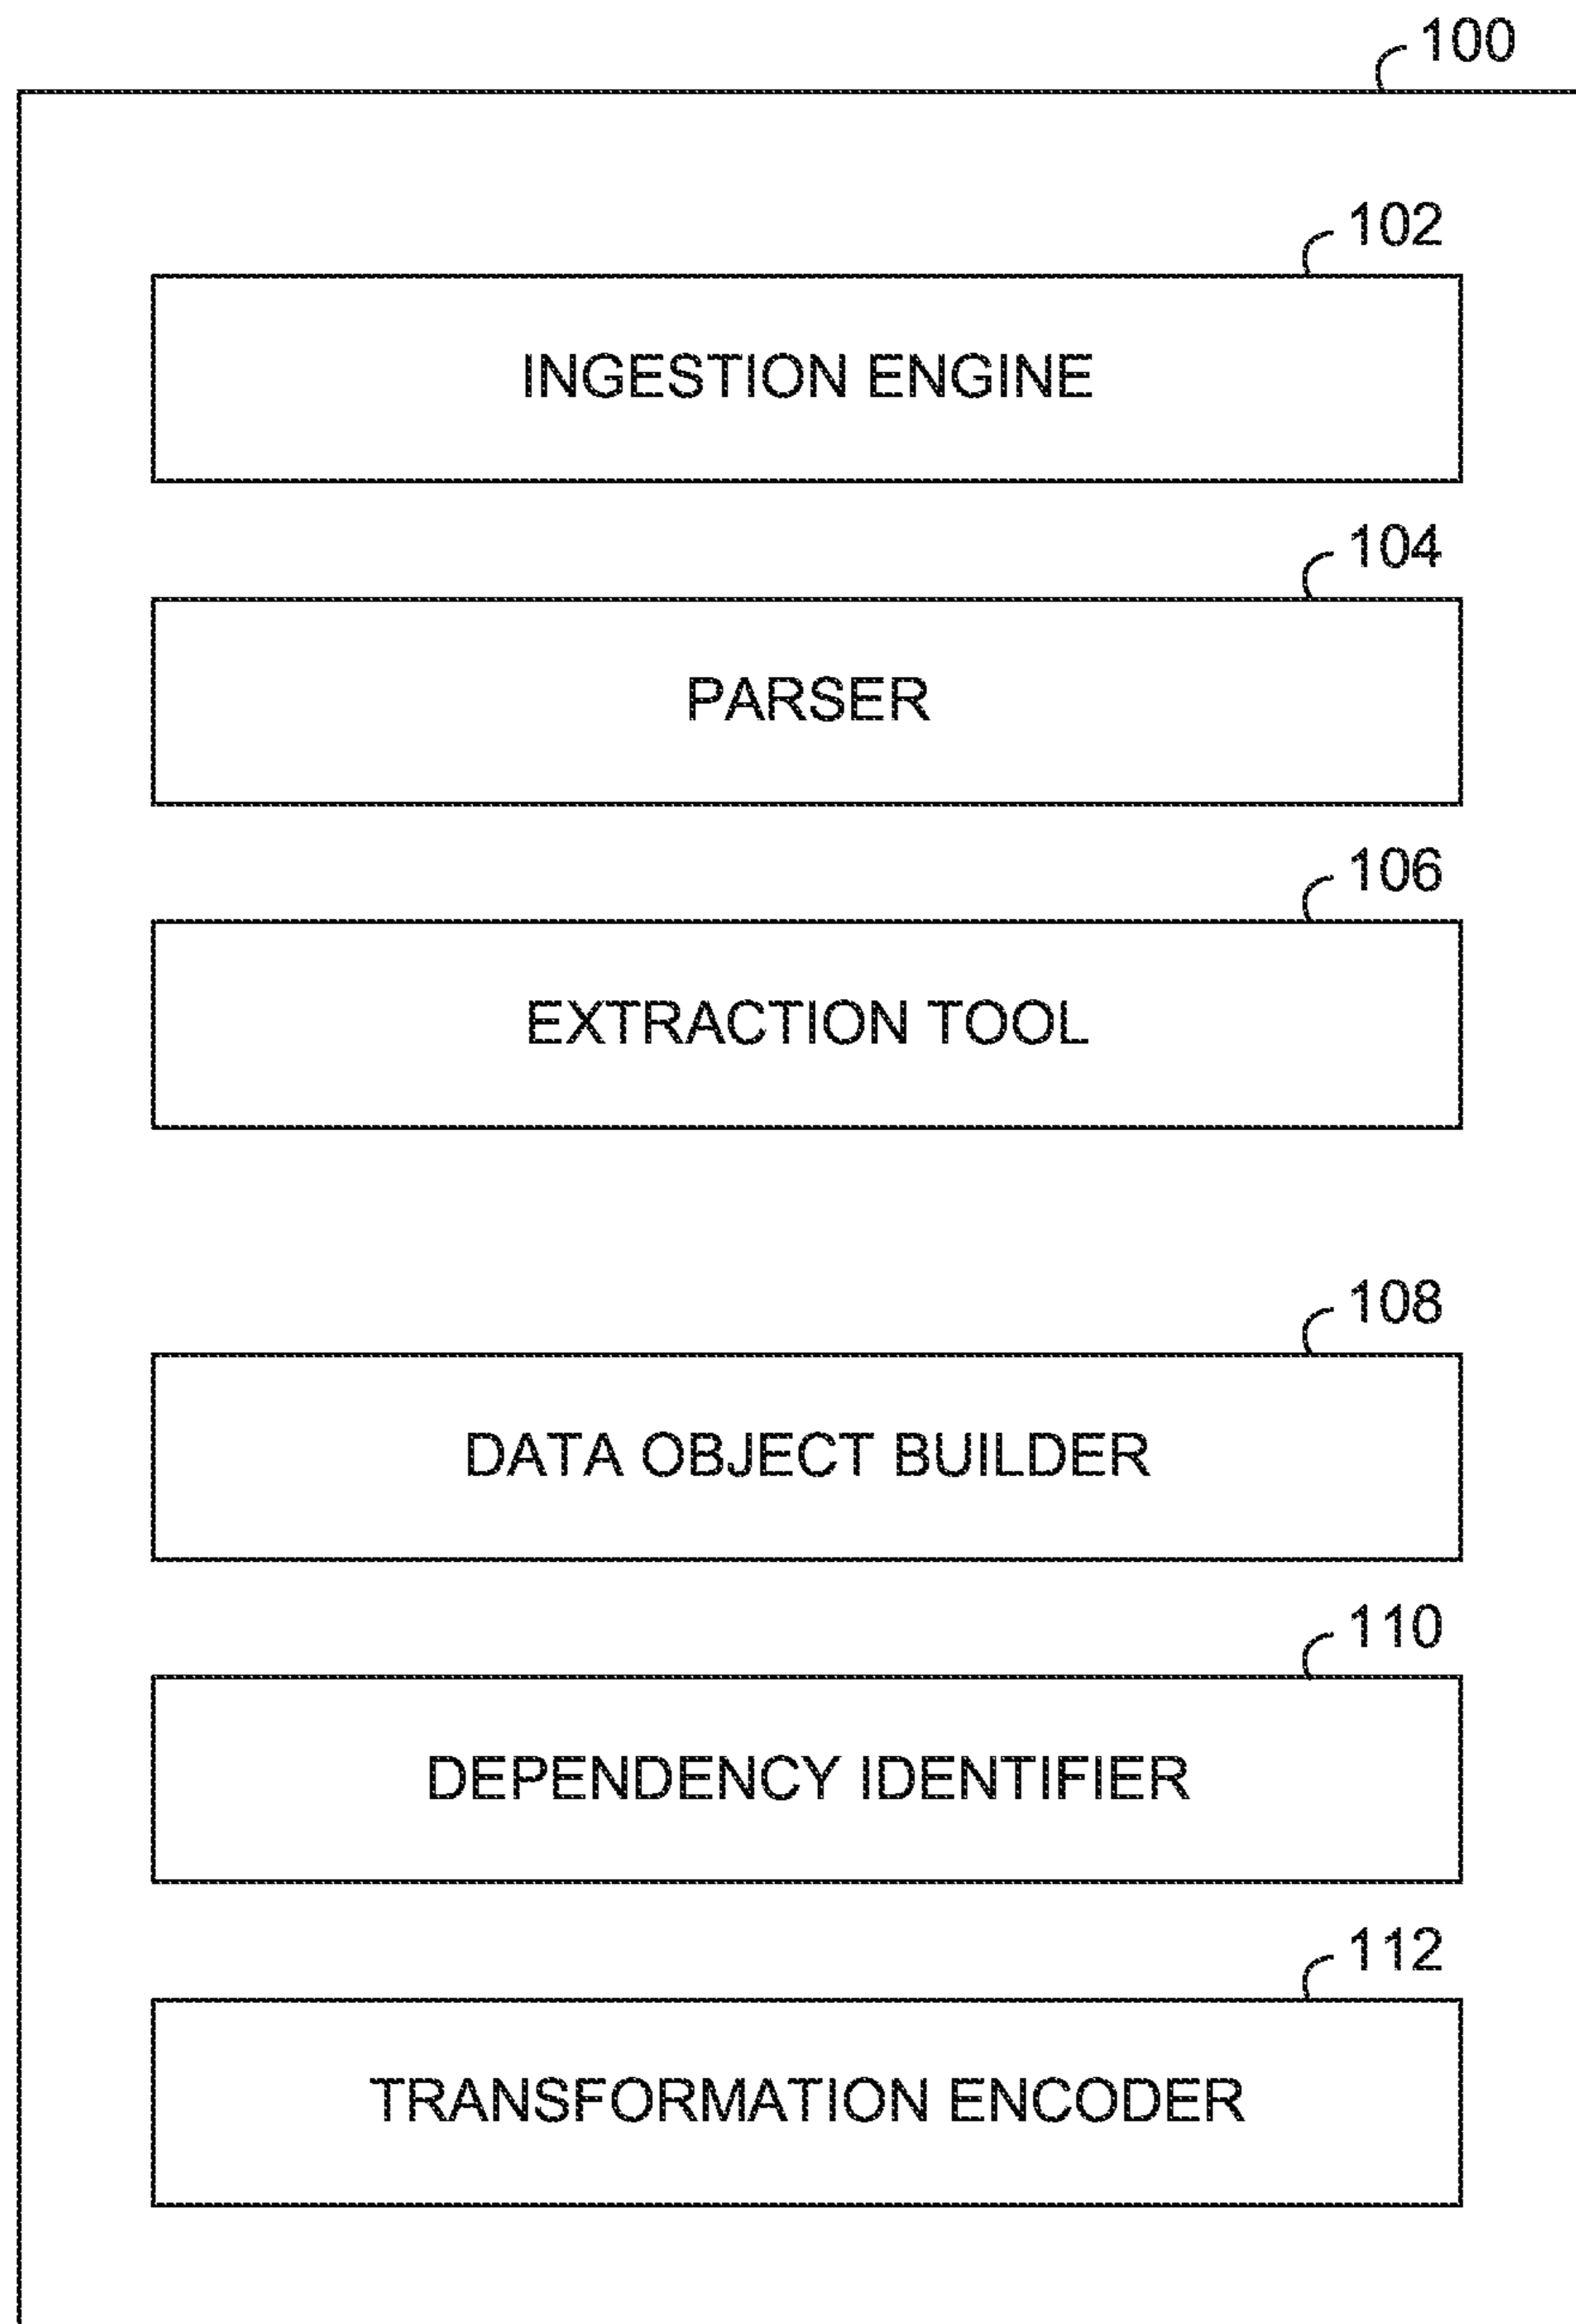 100
102
INGESTION ENGINE
104
PARSER
106
EXTRACTION TOOL
108
DATA OBJECT BUILDER
110
DEPENDENCY IDENTIFIER
112
TRANSFORMATION ENCODER